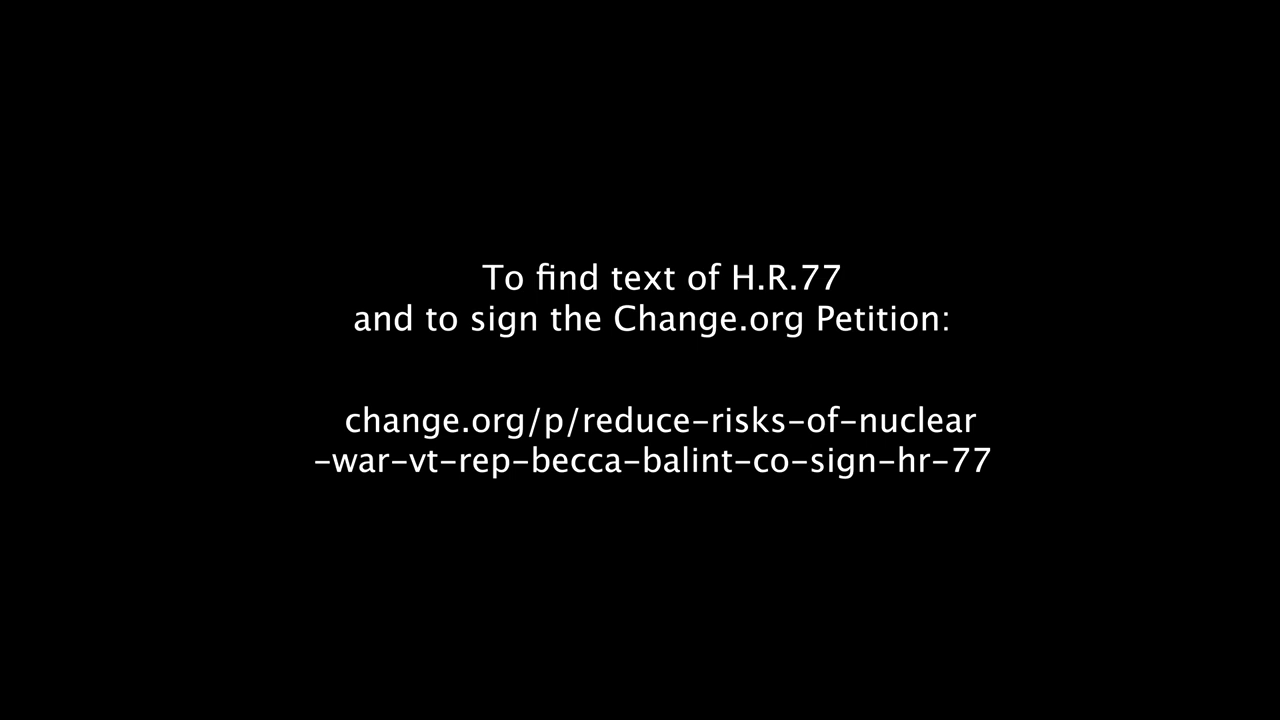 To find text of H.R.77
and to sign the Change.org Petition:
change.org/p/reduce-risks-of-nuclear
-war-vt-rep-becca-balint-co-sign-hr-77